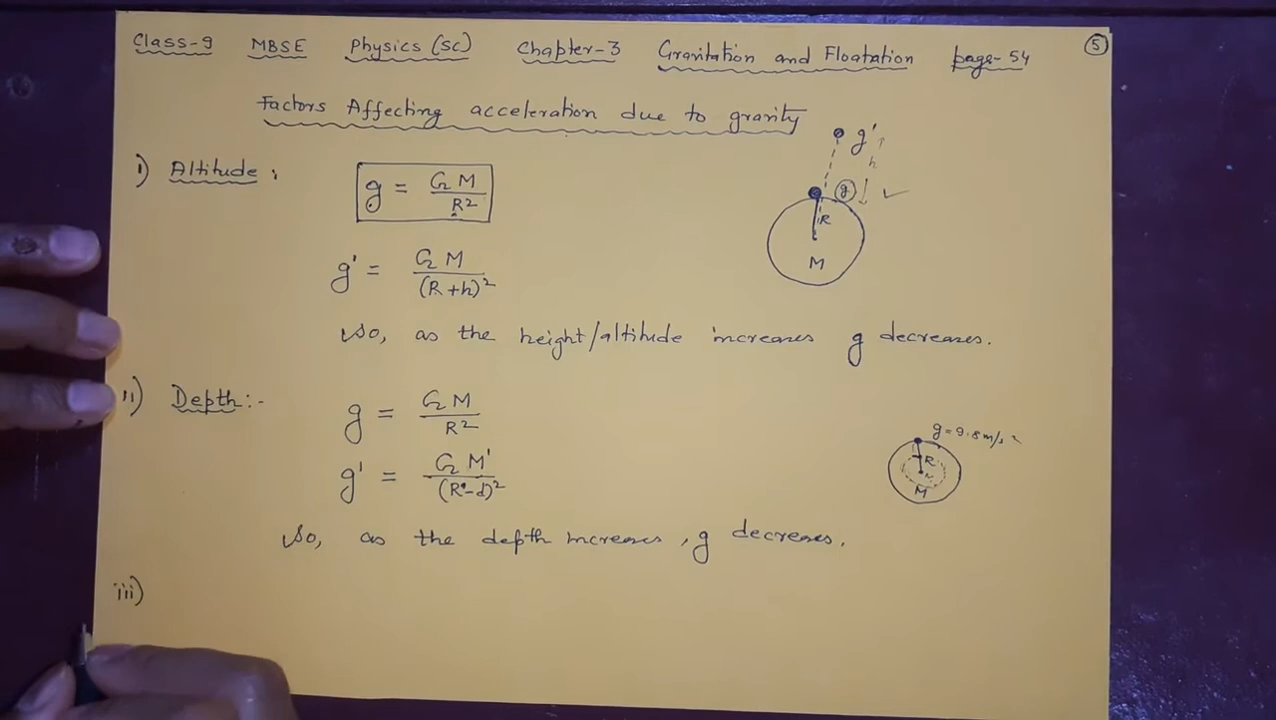 Class-9 MBSE Physics (SC) Chapter-3 Gravitation and Floatation page-54 5
Factors Affecting acceleration due to gravity
i) Altitude :
g = GM / R²
g' = GM / (R+h)²
So, as the height/altitude increases g decreases.
g'
h
g ✓
R
M
ii) Depth :-
g = GM / R²
g' = GM' / (R-d)²
g = 9.8m/s²
R
M
So, as the depth increases, g decreases.
iii)